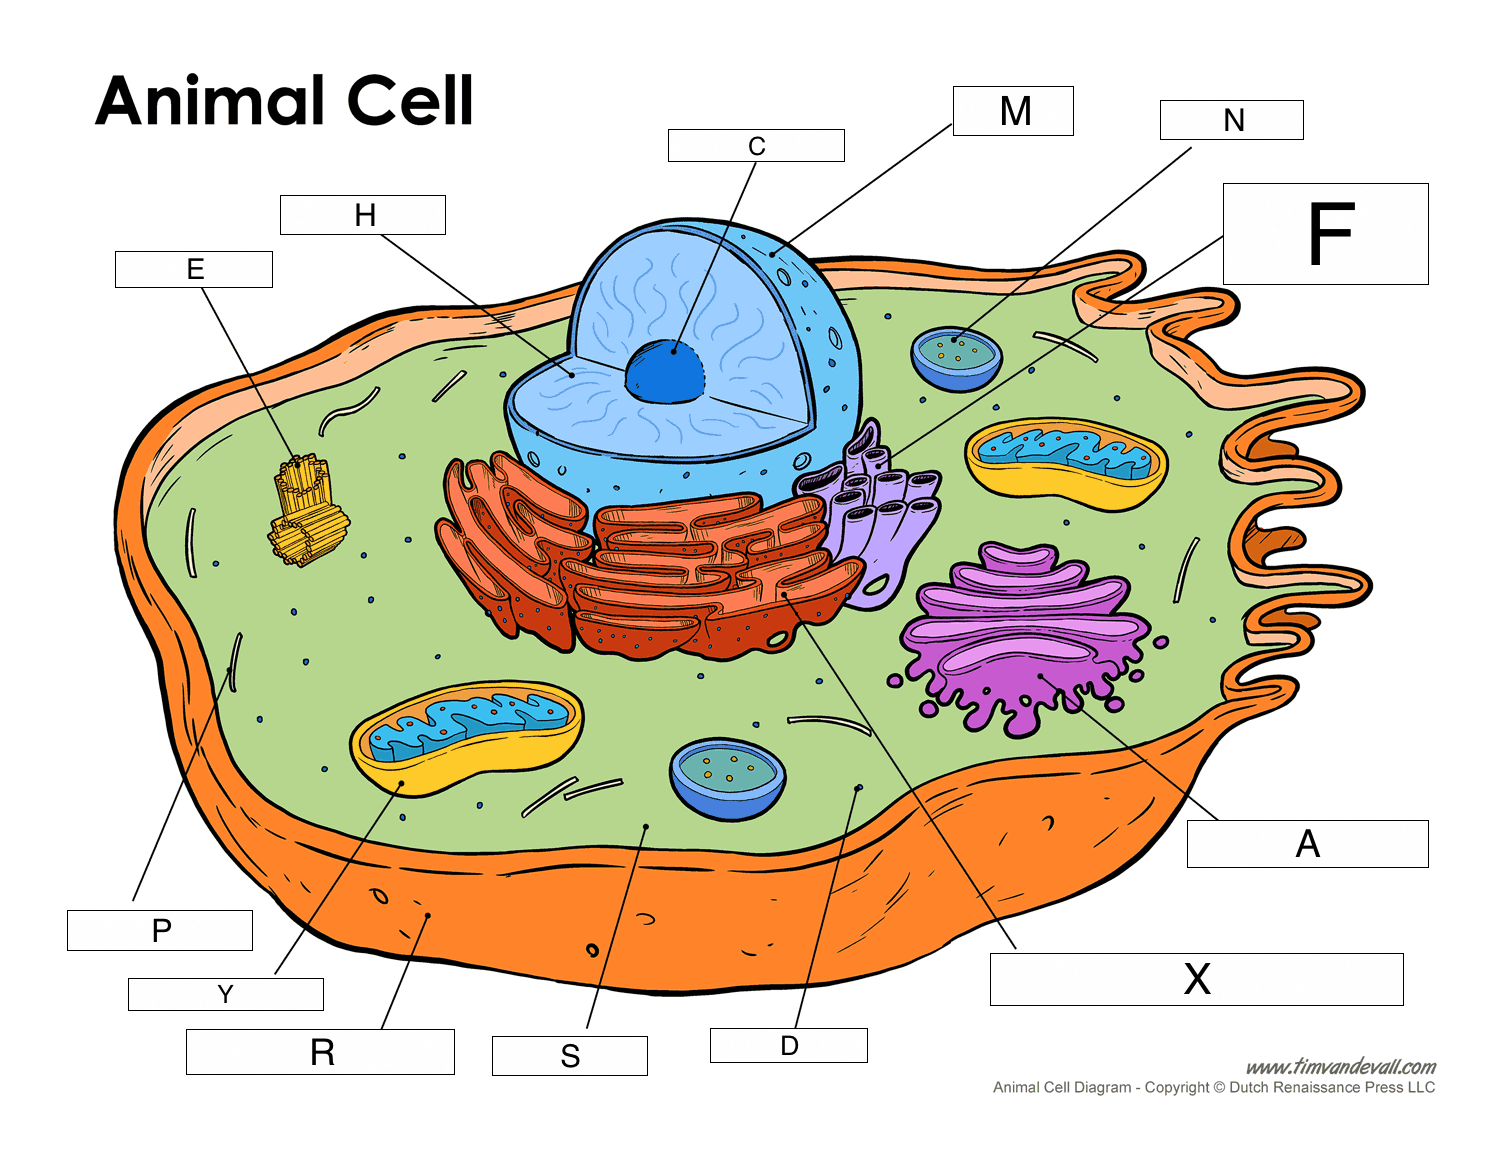 Animal Cell
M
N
C
F
H
E
A
P
X
Y
R
S
D
www.timvandevall.com
Animal Cell Diagram - Copyright © Dutch Renaissance Press LLC